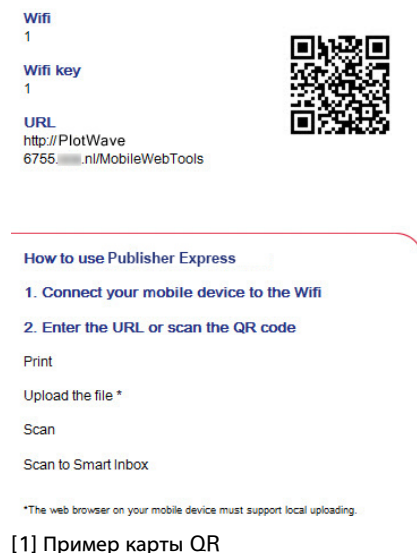 Wifi
1
Wifi key
1
URL
http://PlotWave
6755. .nl/MobileWebTools
How to use Publisher Express
1. Connect your mobile device to the Wifi
2. Enter the URL or scan the QR code
Print
Upload the file *
Scan
Scan to Smart Inbox
*The web browser on your mobile device must support local uploading.
[1] Пример карты QR